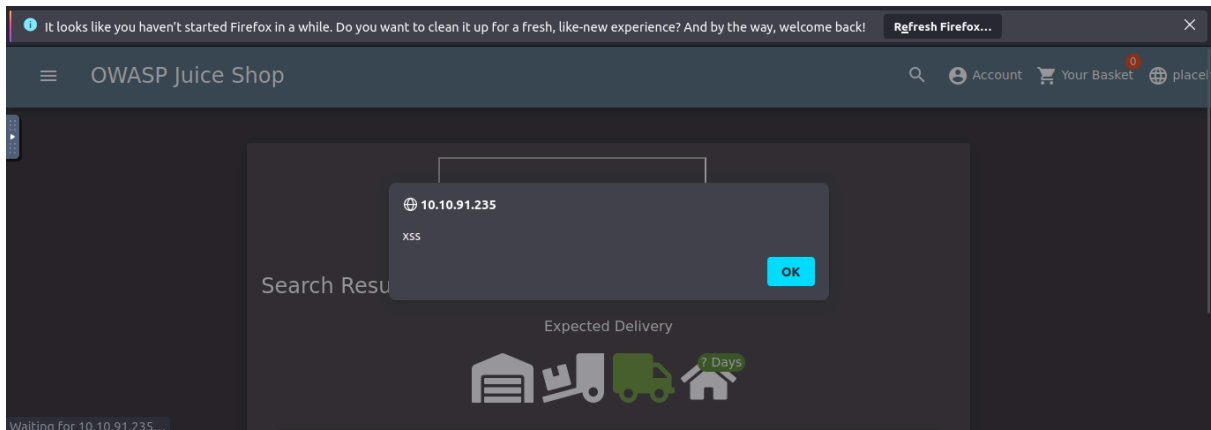 It looks like you haven't started Firefox in a while. Do you want to clean it up for a fresh, like-new experience? And by the way, welcome back! Refresh Firefox...
OWASP Juice Shop
Account
0
Your Basket
10.10.91.235
xss
OK
Search Resu
Expected Delivery
? Days
Waiting for 10.10.91.235...